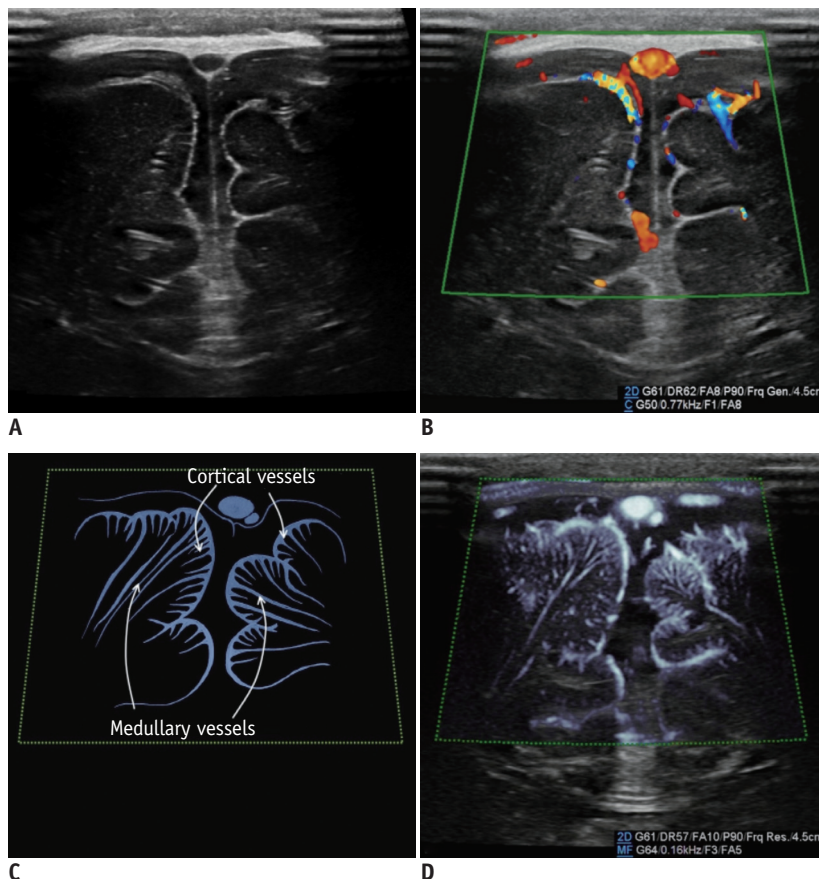 2D G61/DR62/FA8/P90/Frq Gen./4.5cm
C G50/0.77kHz/F1/FA8
A
B
Cortical vessels
Medullary vessels
2D G61/DR57/FA10/P90/Frq Res./4.5cm
MF G64/0.16kHz/F3/FA5
C
D